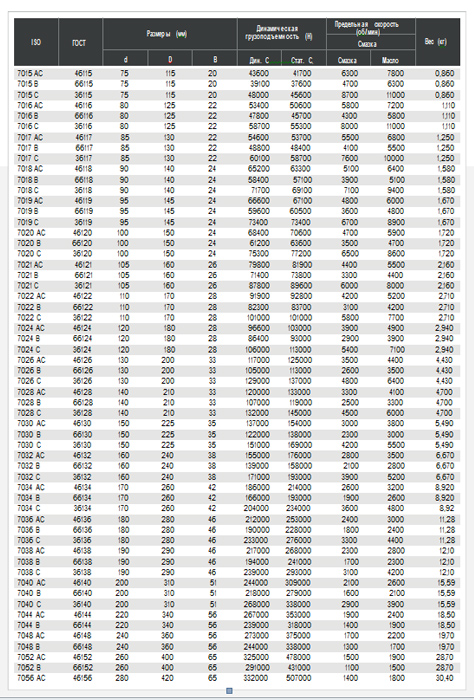 ISO ГОСТ Размеры (мм) Динамическая грузоподъемность (Н) Предельная скорость (об/мин) Вес (кг)
Смазка
d D B Дин. C Стат. C, Смазка Масло
7015 AC 46115 75 115 20 43600 41700 6300 7800 0,860
7015 B 66115 75 115 20 39100 37600 4700 6300 0,860
7015 C 36115 75 115 20 48000 45600 8700 11000 0,860
7016 AC 46116 80 125 22 53400 50600 5800 7200 1,110
7016 B 66116 80 125 22 47800 45700 4300 5800 1,110
7016 C 36116 80 125 22 58700 55300 8000 11000 1,110
7017 AC 46117 85 130 22 54600 53700 5500 6800 1,250
7017 B 66117 85 130 22 48800 48400 4100 5500 1,250
7017 C 36117 85 130 22 60100 58700 7600 10000 1,250
7018 AC 46118 90 140 24 65200 63300 5100 6400 1,580
7018 B 66118 90 140 24 58400 57100 3900 5100 1,580
7018 C 36118 90 140 24 71700 69100 7100 9400 1,580
7019 AC 46119 95 145 24 66600 67100 4800 6000 1,670
7019 B 66119 95 145 24 59600 60500 3600 4800 1,670
7019 C 36119 95 145 24 73400 73400 6700 8900 1,670
7020 AC 46120 100 150 24 68400 70600 4700 5900 1,720
7020 B 66120 100 150 24 61200 63600 3500 4700 1,720
7020 C 36120 100 150 24 75300 77200 6500 8600 1,720
7021 AC 46121 105 160 26 79800 81900 4400 5500 2,160
7021 B 66121 105 160 26 71400 73800 3300 4400 2,160
7021 C 36121 105 160 26 87800 89600 6000 8000 2,160
7022 AC 46122 110 170 28 91900 92800 4200 5200 2,710
7022 B 66122 110 170 28 82300 83700 3100 4200 2,710
7022 C 36122 110 170 28 101000 101000 5800 7700 2,710
7024 AC 46124 120 180 28 96600 103000 3900 4900 2,940
7024 B 66124 120 180 28 86400 93000 2900 3900 2,940
7024 C 36124 120 180 28 106000 113000 5400 7100 2,940
7026 AC 46126 130 200 33 117000 125000 3500 4400 4,430
7026 B 66126 130 200 33 105000 113000 2600 3500 4,430
7026 C 36126 130 200 33 129000 137000 4800 6400 4,430
7028 AC 46128 140 210 33 120000 133000 3300 4100 4,700
7028 B 66128 140 210 33 107000 119000 2500 3300 4,700
7028 C 36128 140 210 33 132000 145000 4500 6000 4,700
7030 AC 46130 150 225 35 137000 154000 3000 3800 5,490
7030 B 66130 150 225 35 122000 138000 2300 3000 5,490
7030 C 36130 150 225 35 151000 169000 4200 5500 5,490
7032 AC 46132 160 240 38 155000 176000 2800 3500 6,670
7032 B 66132 160 240 38 139000 158000 2100 2800 6,670
7032 C 36132 160 240 38 171000 193000 3900 5200 6,670
7034 AC 46134 170 260 42 186000 214000 2600 3200 8,920
7034 B 66134 170 260 42 166000 193000 1900 2600 8,920
7034 C 36134 170 260 42 204000 234000 3600 4800 8,92
7036 AC 46136 180 280 46 212000 253000 2400 3000 11,28
7036 B 66136 180 280 46 190000 228000 1800 2400 11,28
7036 C 36136 180 280 46 233000 276000 3300 4400 11,28
7038 AC 46138 190 290 46 217000 268000 2300 2800 12,10
7038 B 66138 190 290 46 194000 241000 1700 2300 12,10
7038 C 36138 190 290 46 239000 293000 3100 4200 12,10
7040 AC 46140 200 310 51 244000 309000 2100 2600 15,59
7040 B 66140 200 310 51 218000 279000 1600 2100 15,59
7040 C 36140 200 310 51 268000 338000 2900 3900 15,59
7044 AC 46144 220 340 56 267000 353000 1900 2400 18,50
7044 B 66144 220 340 56 239000 318000 1400 1900 18,50
7048 AC 46148 240 360 56 273000 375000 1700 2200 19,70
7048 B 66148 240 360 56 244000 338000 1300 1700 19,70
7052 AC 46152 260 400 65 325000 478000 1500 1900 28,70
7052 B 66152 260 400 65 291000 431000 1100 1500 28,70
7056 AC 46156 280 420 65 332000 507000 1400 1800 30,40